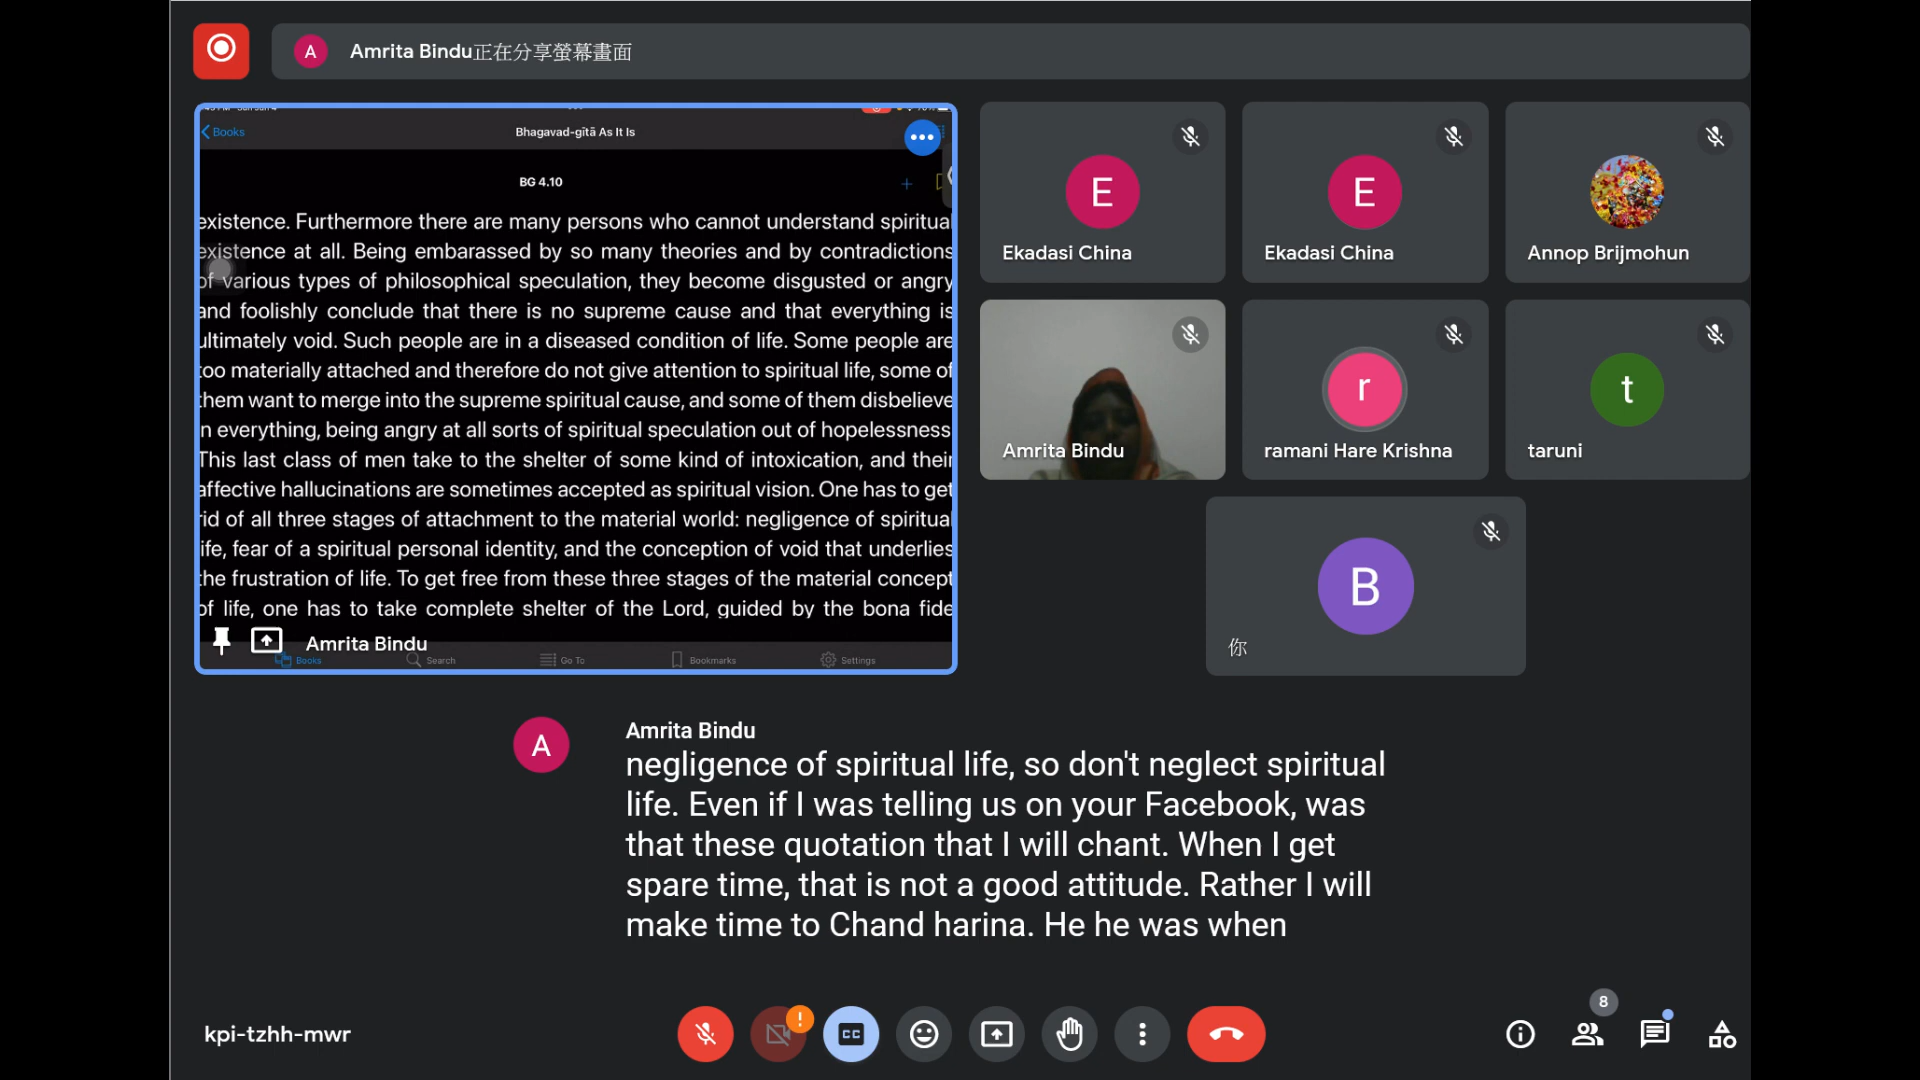 A Amrita Bindu正在分享螢幕畫面
Books
Bhagavad-gītā As It Is
BG 4.10
existence. Furthermore there are many persons who cannot understand spiritual
existence at all. Being embarassed by so many theories and by contradictions
of various types of philosophical speculation, they become disgusted or angry
and foolishly conclude that there is no supreme cause and that everything is
ultimately void. Such people are in a diseased condition of life. Some people are
too materially attached and therefore do not give attention to spiritual life, some of
them want to merge into the supreme spiritual cause, and some of them disbelieve
in everything, being angry at all sorts of spiritual speculation out of hopelessness
This last class of men take to the shelter of some kind of intoxication, and their
affective hallucinations are sometimes accepted as spiritual vision. One has to get
rid of all three stages of attachment to the material world: negligence of spiritual
life, fear of a spiritual personal identity, and the conception of void that underlies
the frustration of life. To get free from these three stages of the material concept
of life, one has to take complete shelter of the Lord, guided by the bona fide
Amrita Bindu
Books Search Go To Bookmarks Settings
E
Ekadasi China
E
Ekadasi China
Annop Brijmohun
Amrita Bindu
r
ramani Hare Krishna
t
taruni
B
你
A
Amrita Bindu
negligence of spiritual life, so don't neglect spiritual
life. Even if I was telling us on your Facebook, was
that these quotation that I will chant. When I get
spare time, that is not a good attitude. Rather I will
make time to Chand harina. He he was when
kpi-tzhh-mwr
CC
8